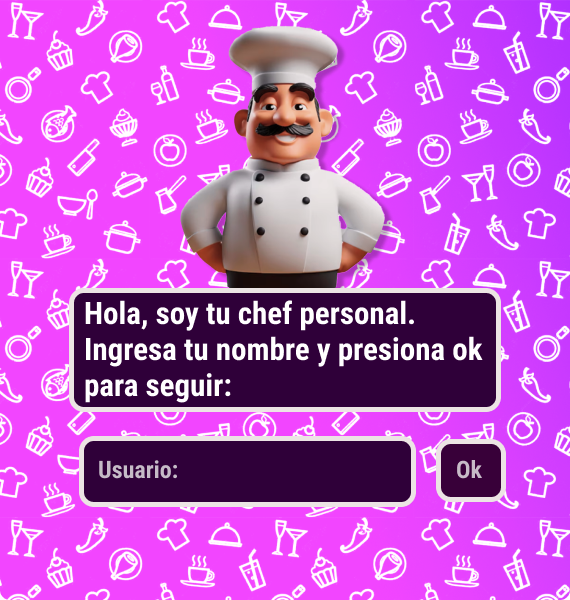 Hola, soy tu chef personal.
Ingresa tu nombre y presiona ok
para seguir:
Usuario:
Ok